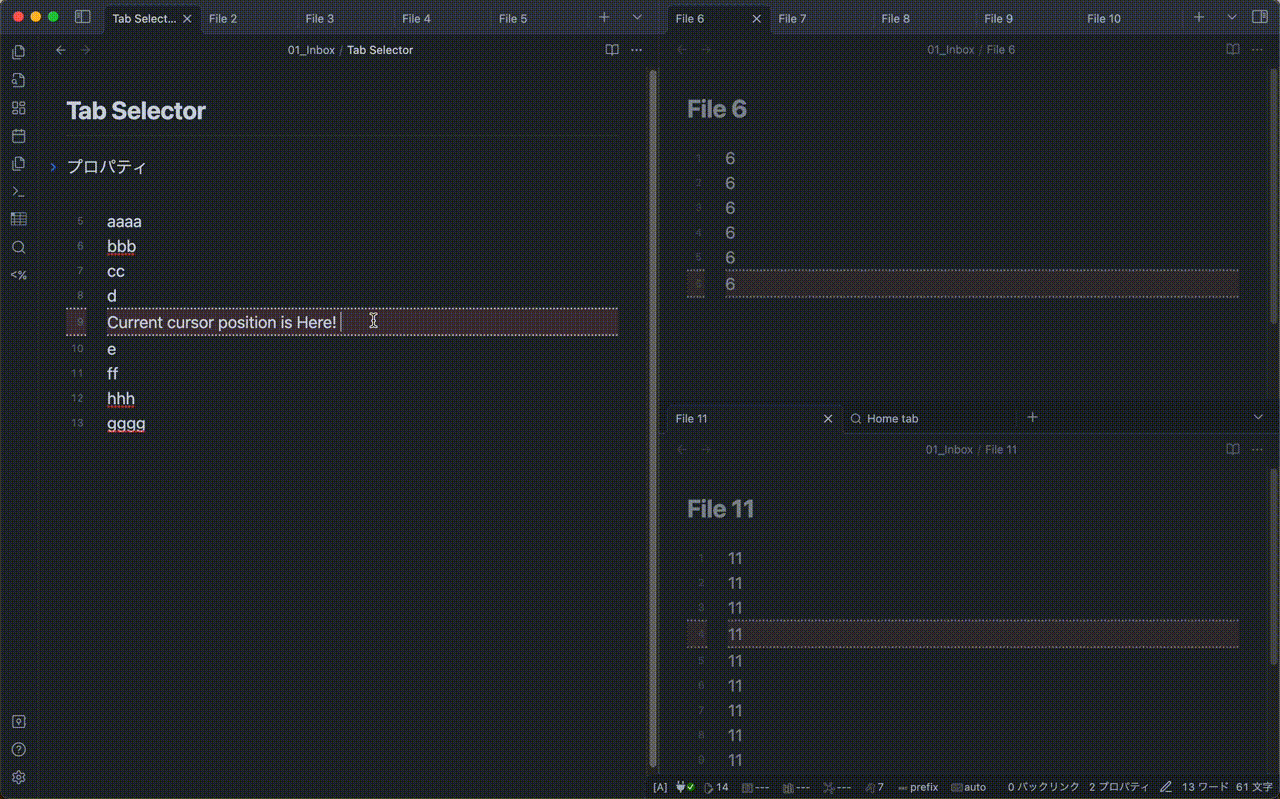 Tab Select... File 2 File 3 File 4 File 5
01_Inbox / Tab Selector
Tab Selector
プロパティ
5 aaaa
6 bbb
7 cc
8 d
9 Current cursor position is Here!
10 e
11 ff
12 hhh
13 gggg
>_
<%
File 6 File 7 File 8 File 9 File 10
01_Inbox / File 6
File 6
1 6
2 6
3 6
4 6
5 6
6 6
File 11 Home tab
01_Inbox / File 11
File 11
1 11
2 11
3 11
4 11
5 11
6 11
7 11
8 11
9 11
[A] 14 --- --- --- 7 prefix auto 0 バックリンク 2 プロパティ 13 ワード 61 文字